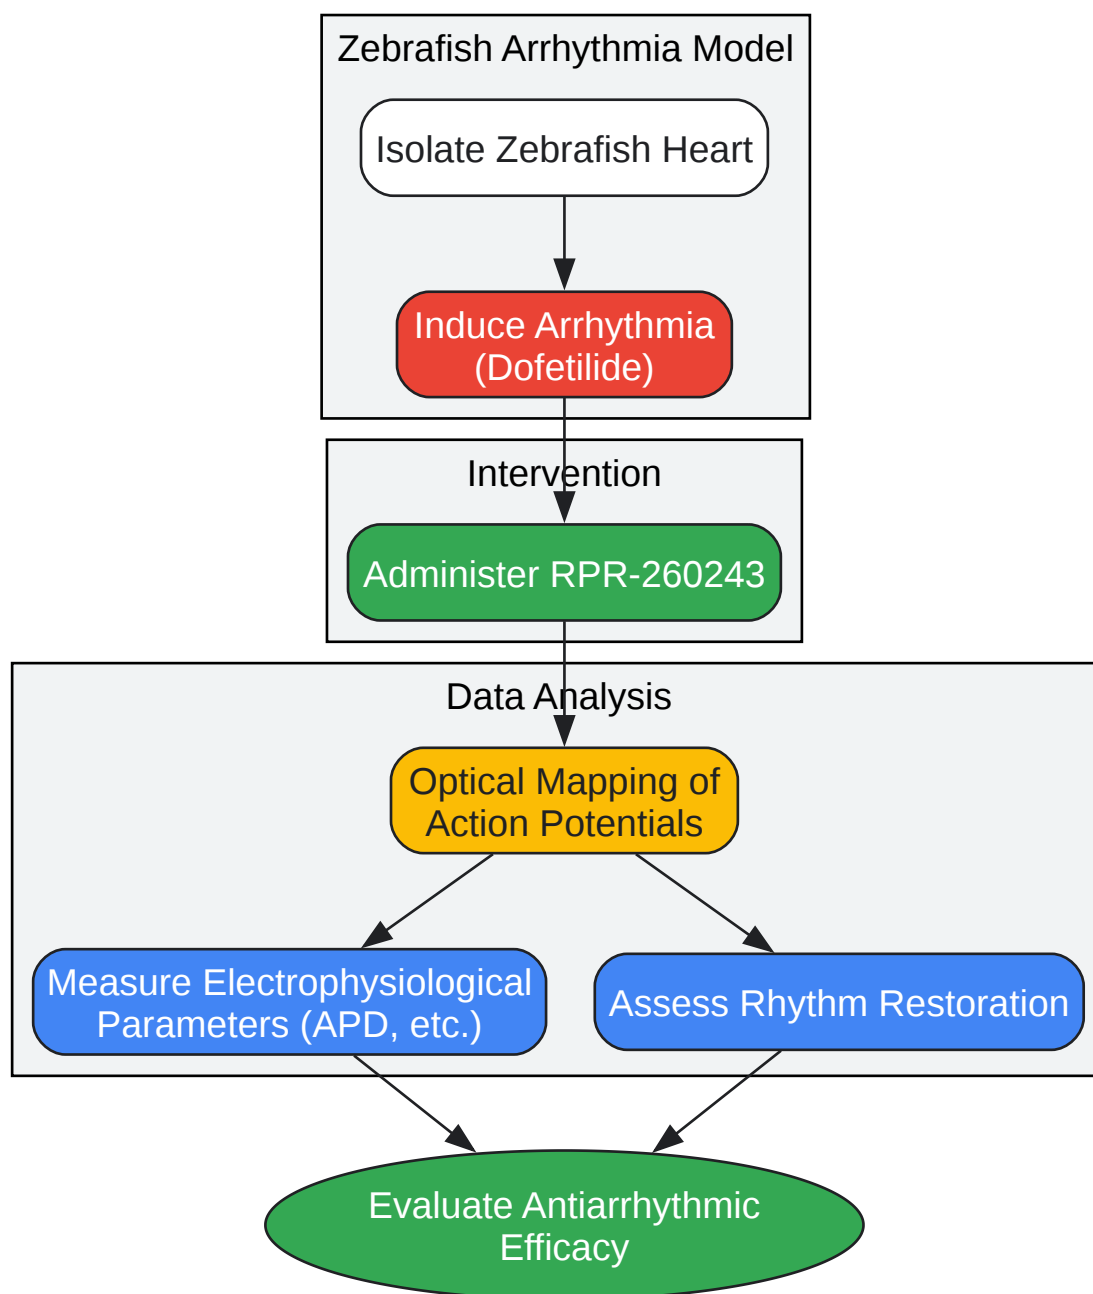 Zebrafish Arrhythmia Model
Isolate Zebrafish Heart
Induce Arrhythmia
(Dofetilide)
Intervention
Administer RPR-260243
Data Analysis
Optical Mapping of
Action Potentials
Measure Electrophysiological
Parameters (APD, etc.)
Assess Rhythm Restoration
Evaluate Antiarrhythmic
Efficacy